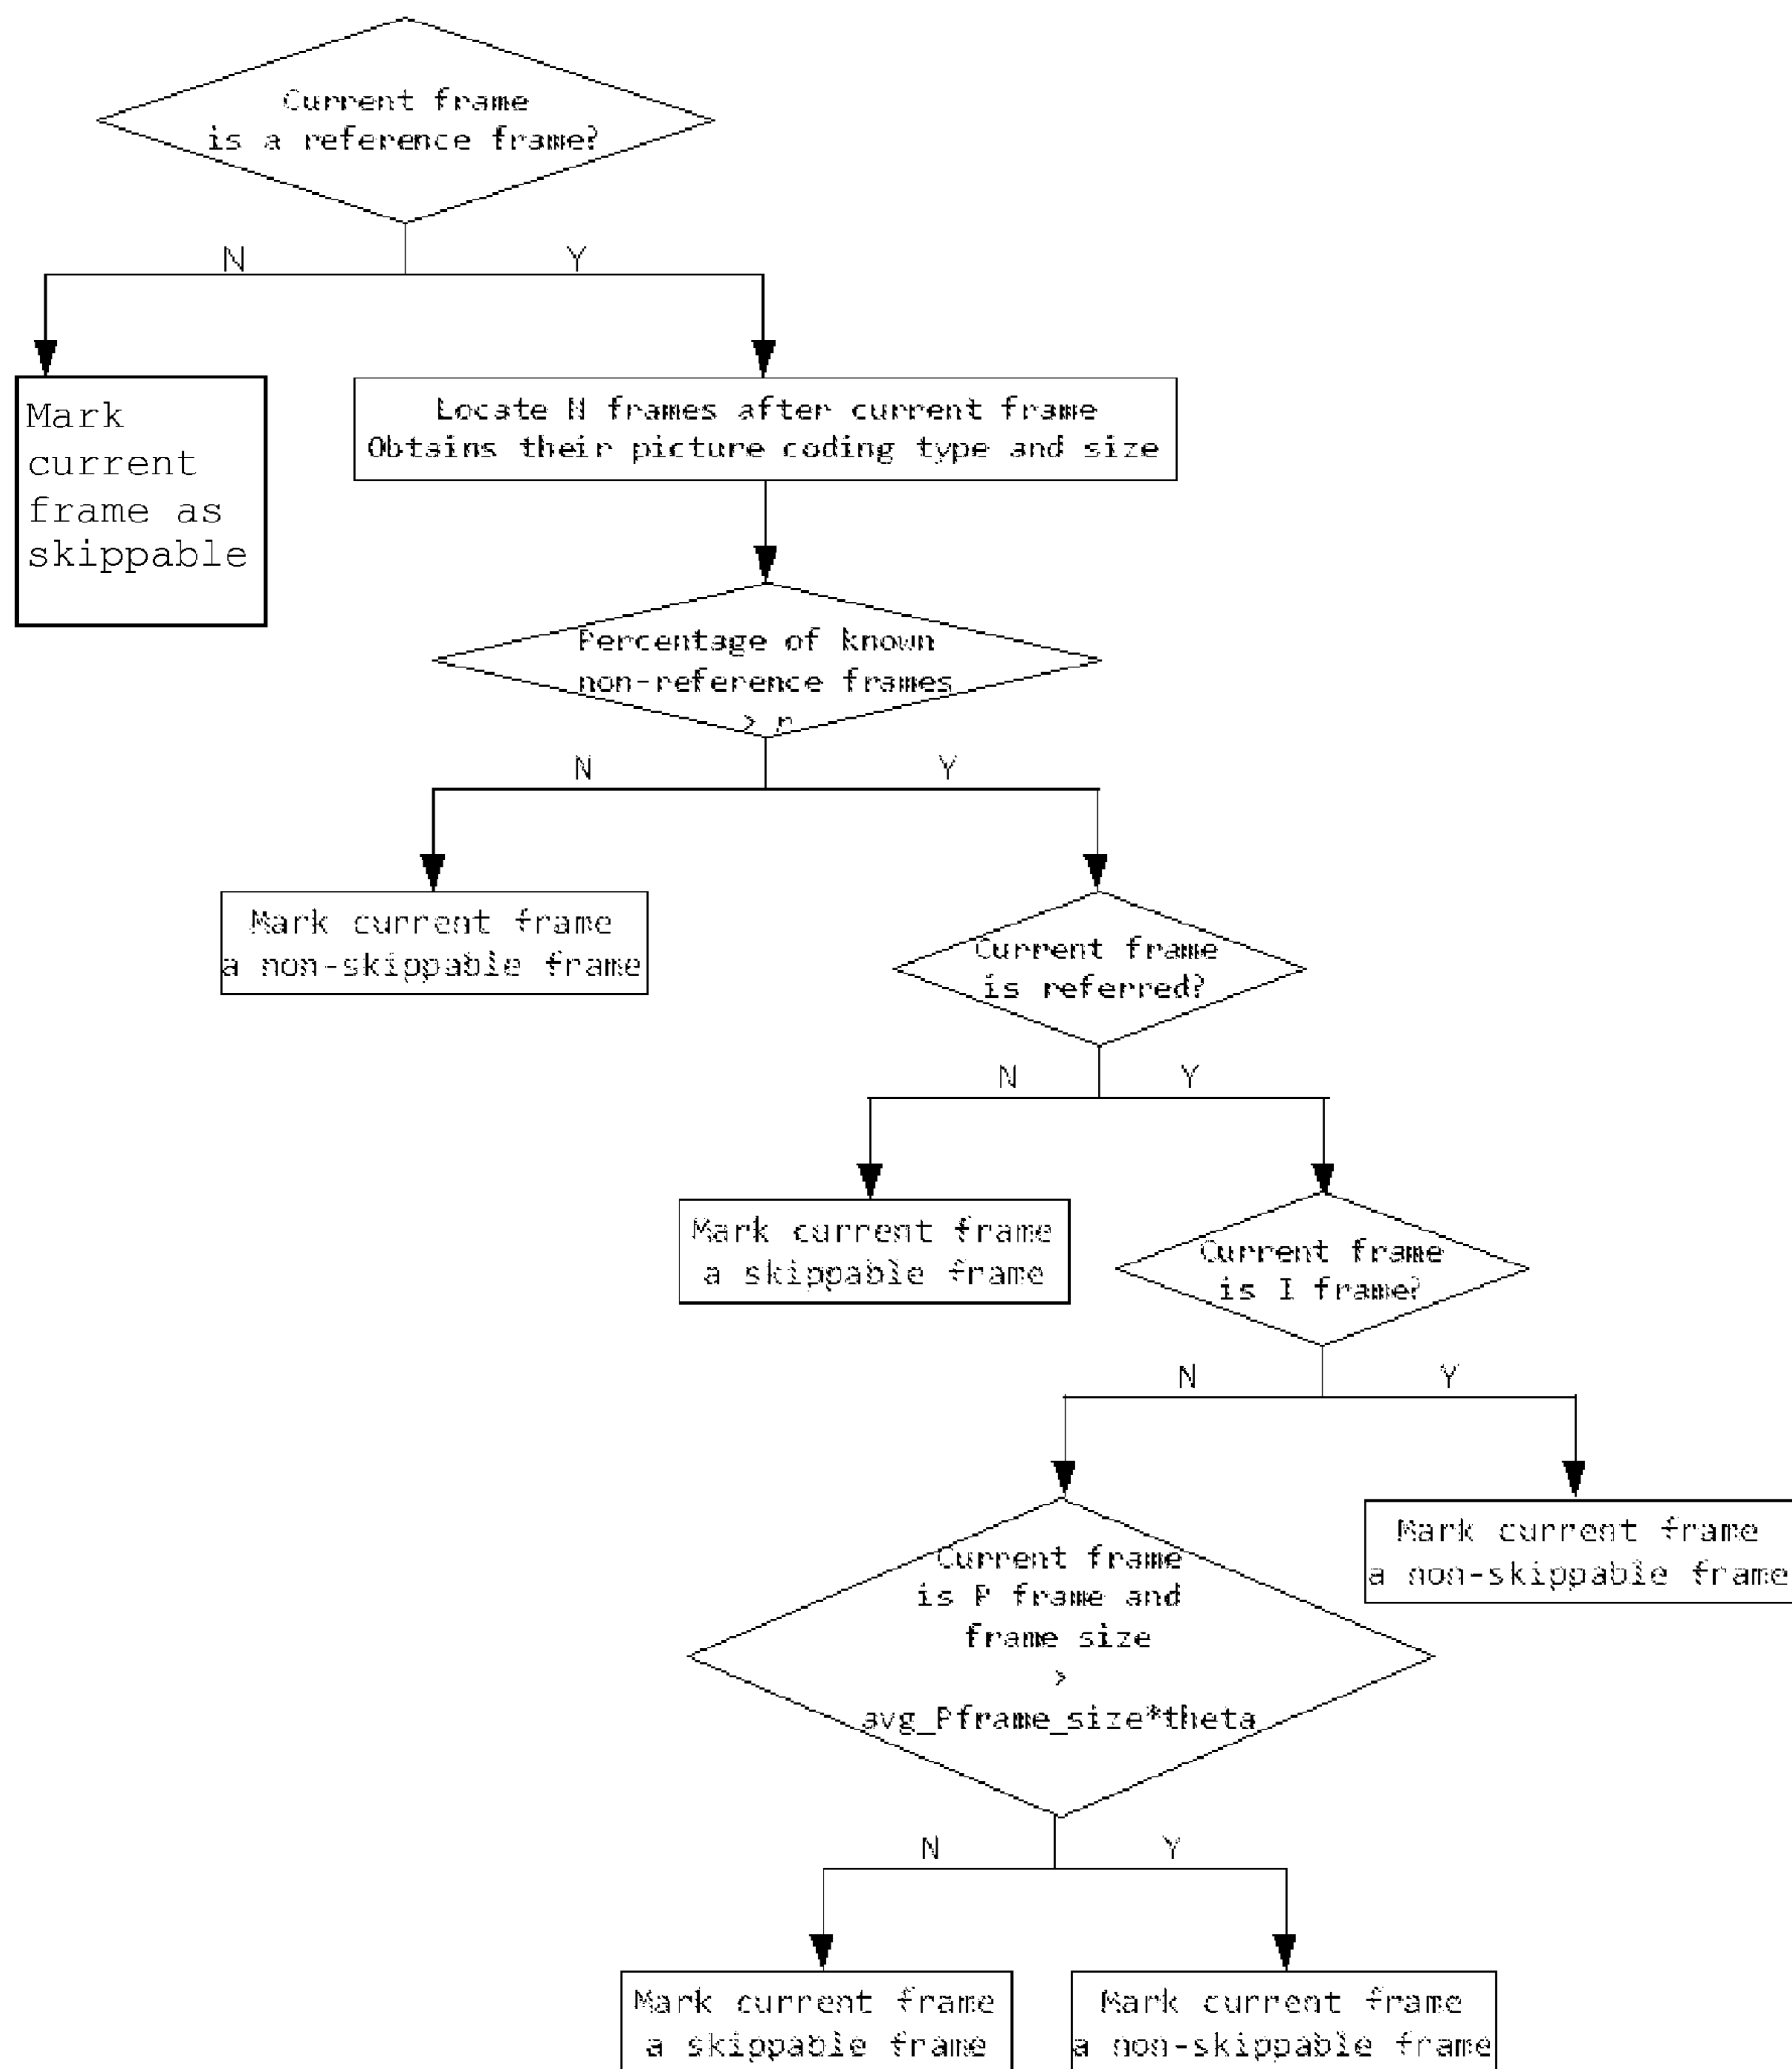 Current frame
is a reference frame?
N
Y
Mark
current
frame as
skippable
Locate N frames after current frame
Obtains their picture coding type and size
Percentage of known
non-reference frames
>
N
Y
Mark current frame
a non-skippable frame
Current frame
is referred?
N
Y
Mark current frame
a skippable frame
Current frame
is I frame?
N
Y
Current frame
is P frame and
frame size
>
avg_Pframe_size*theta
Mark current frame
a non-skippable frame
N
Y
Mark current frame
a skippable frame
Mark current frame
a non-skippable frame